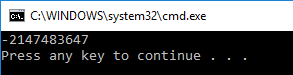 C:\WINDOWS\system32\cmd.exe
-2147483647
Press any key to continue . . .